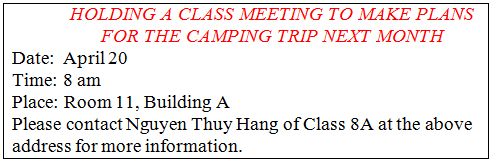 HOLDING A CLASS MEETING TO MAKE PLANS
FOR THE CAMPING TRIP NEXT MONTH
Date: April 20
Time: 8 am
Place: Room 11, Building A
Please contact Nguyen Thuy Hang of Class 8A at the above
address for more information.